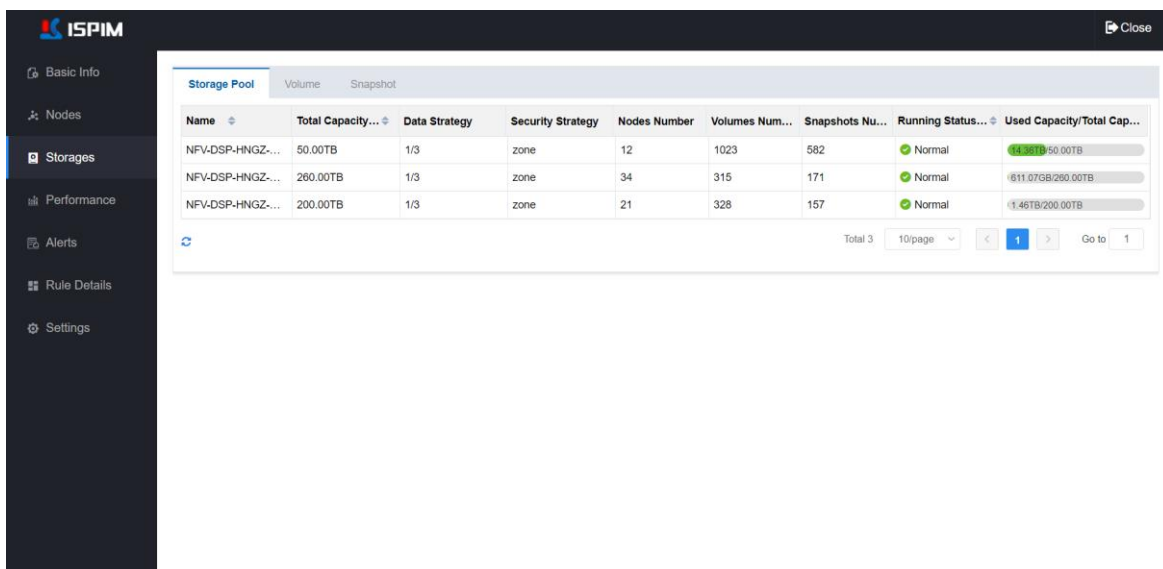 ISPIM
Close
Basic Info
Nodes
Storages
Performance
Alerts
Rule Details
Settings
Storage Pool Volume Snapshot
Name Total Capacity... Data Strategy Security Strategy Nodes Number Volumes Num... Snapshots Nu... Running Status... Used Capacity/Total Cap...
NFV-DSP-HNGZ-... 50.00TB 1/3 zone 12 1023 582 Normal 14.36TB/50.00TB
NFV-DSP-HNGZ-... 260.00TB 1/3 zone 34 315 171 Normal 611.07GB/260.00TB
NFV-DSP-HNGZ-... 200.00TB 1/3 zone 21 328 157 Normal 1.46TB/200.00TB
Total 3 10/page 1 Go to 1